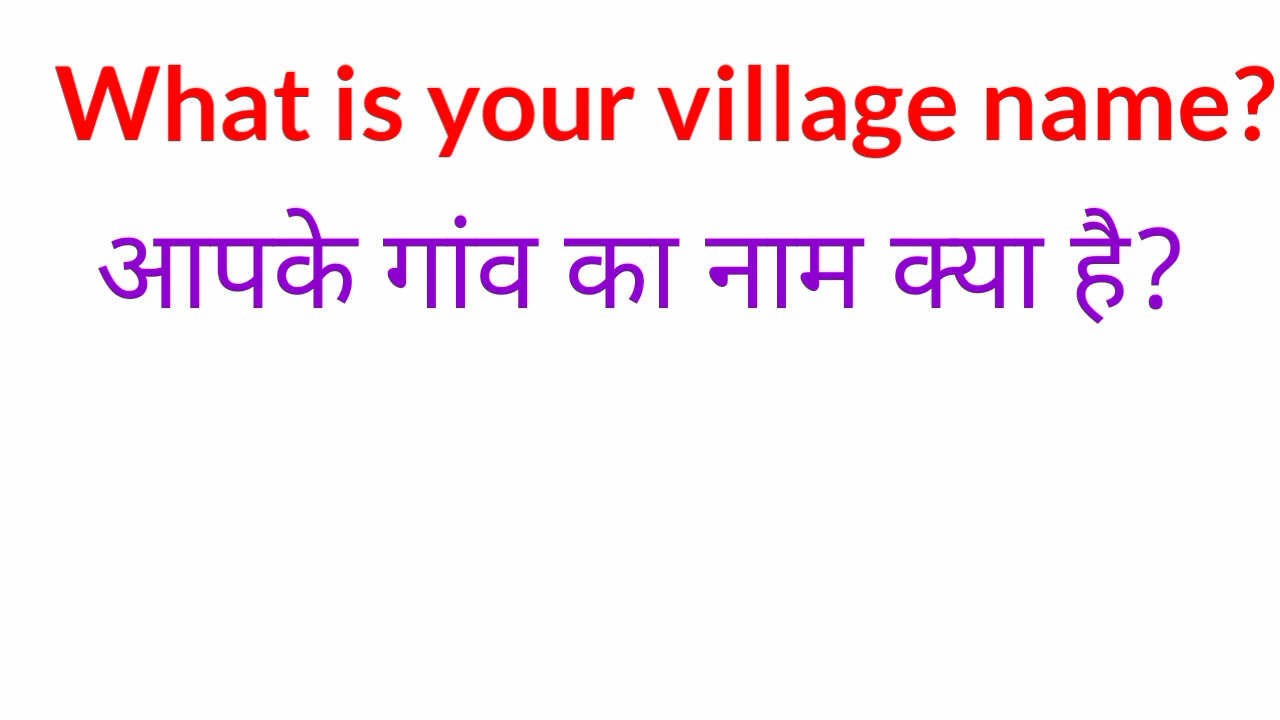 What is your village name?
आपके गांव का नाम क्या है?